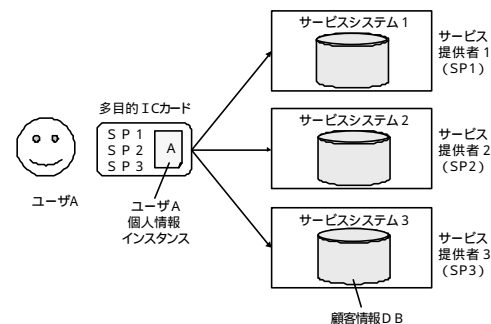 サービスシステム１
サービス
提供者１
(SP1)
多目的ＩＣカード
ＳＰ１
ＳＰ２
ＳＰ３
A
ユーザA
ユーザA
個人情報
インスタンス
サービスシステム２
サービス
提供者２
(SP2)
サービスシステム３
サービス
提供者３
(SP3)
顧客情報ＤＢ